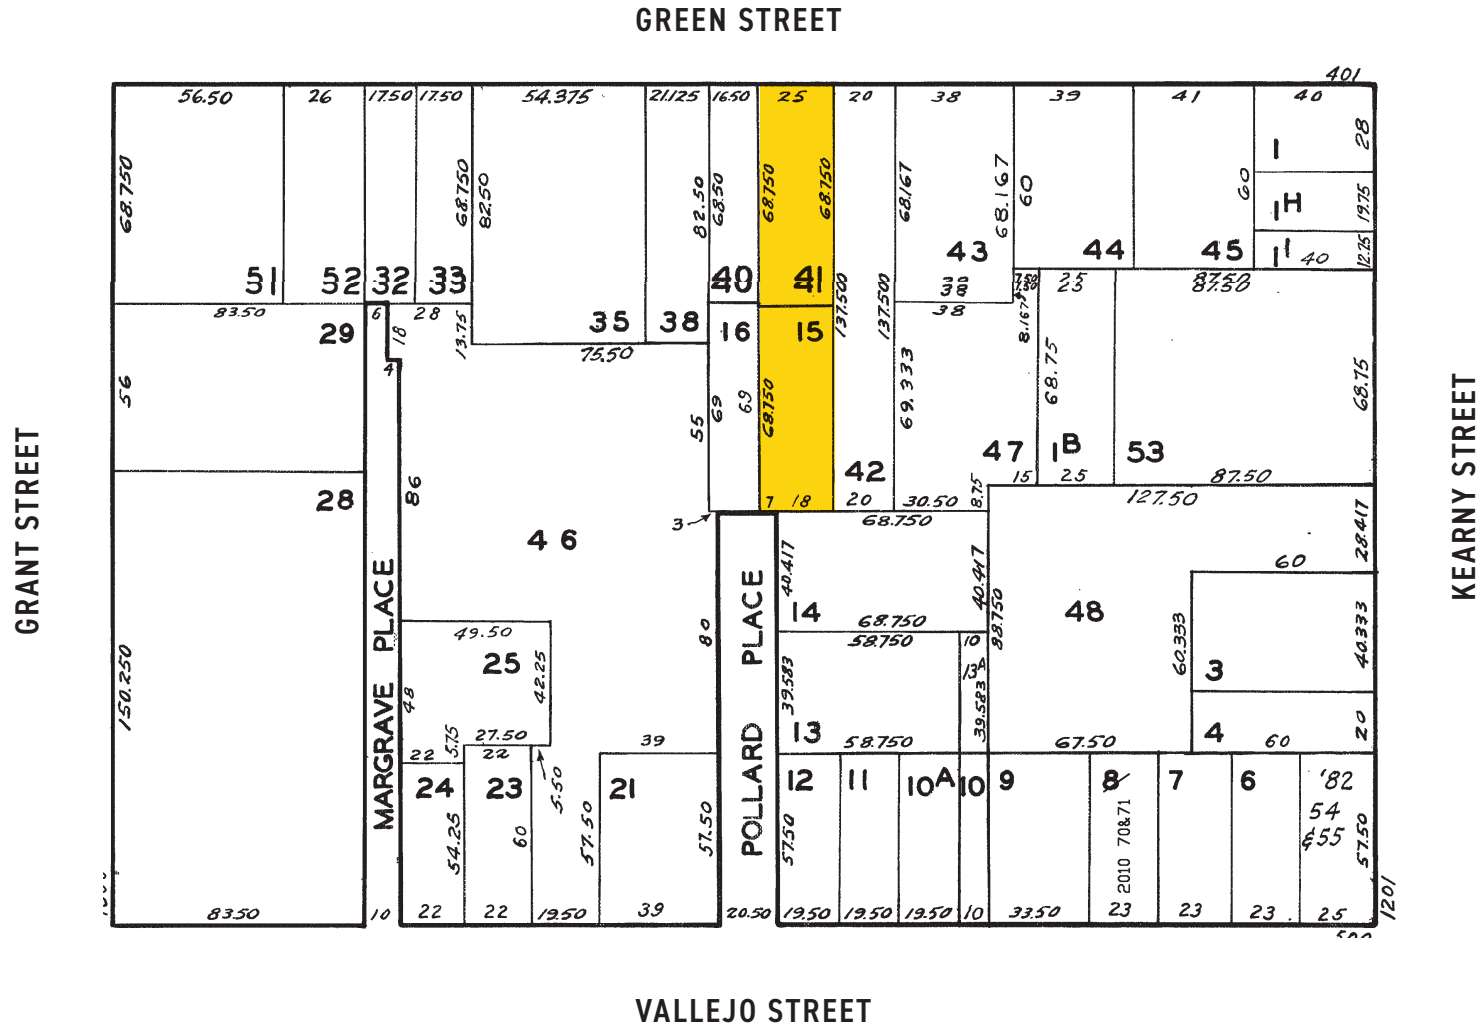 GREEN STREET
401
56.50 26 17.50 17.50 54.375 21.125 16.50 25 20 38 39 41 40
28
1
68.750 68.750 82.50 82.50 68.50 68.750 68.750 68.167 68.167 60 60
1H 19.75
51 52 32 33 40 41 43 44 45 1I 40 12.25
83.50 6 28 38 38 7.50 25 87.50 87.50
29 18 13.75 35 38 16 15 137.500 137.500 8.167
4 75.50
56 86 55 69 69 68.750 69.333 68.75 68.75
42 47 1B 53
28 7 18 20 30.50 8.75 15 25 87.50
3 68.750 127.50
46 28.417
60
40.417 40.417
14 48
49.50 80 68.750 88.750 60.333 40.333
58.750 10
25 42.25 13A 3
150.250 48 39.583 39.583
5.75 27.50 39 13 4 20
22 22 58.750 67.50 60
24 23 5.50 21 12 11 10A 10 9 8 7 6 '82
54
&55
54.25 60 57.50 57.50 57.50 2010 70&71 57.50
83.50 10 22 22 19.50 39 20.50 19.50 19.50 19.50 10 33.50 23 23 23 25
1201
MARGRAVE PLACE
POLLARD PLACE
GRANT STREET
KEARNY STREET
VALLEJO STREET